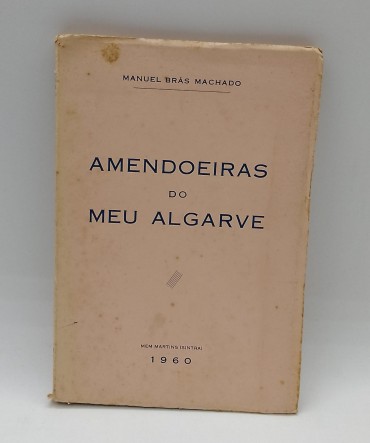 MANUEL BRÁS MACHADO
AMENDOEIRAS
DO
MEU ALGARVE
MEM MARTINS (SINTRA)
1960